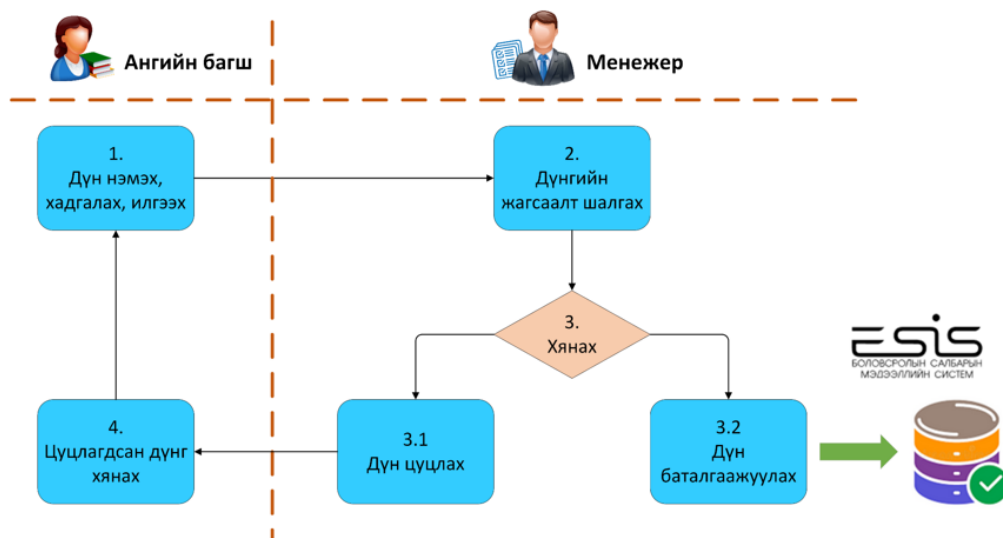 Ангийн багш
Менежер
1.
Дүн нэмэх,
хадгалах, илгээх
2.
Дүнгийн
жагсаалт шалгах
3.
Хянах
ESIS
БОЛОВСРОЛЫН САЛБАРЫН
МЭДЭЭЛЛИЙН СИСТЕМ
4.
Цуцлагдсан дүнг
хянах
3.1
Дүн цуцлах
3.2
Дүн
баталгаажуулах